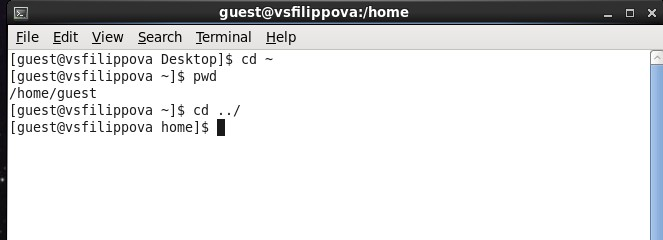 guest@vsfilippova:/home
File Edit View Search Terminal Help
[guest@vsfilippova Desktop]$ cd ~
[guest@vsfilippova ~]$ pwd
/home/guest
[guest@vsfilippova ~]$ cd ../
[guest@vsfilippova home]$